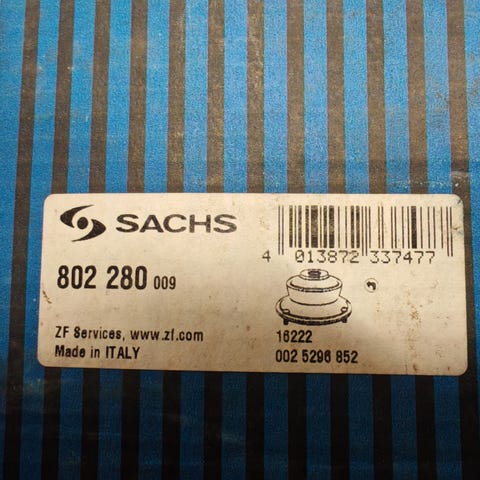 SACHS
4 013872 337477
802 280 009
ZF Services, www.zf.com
Made in ITALY
16222
002 5296 852